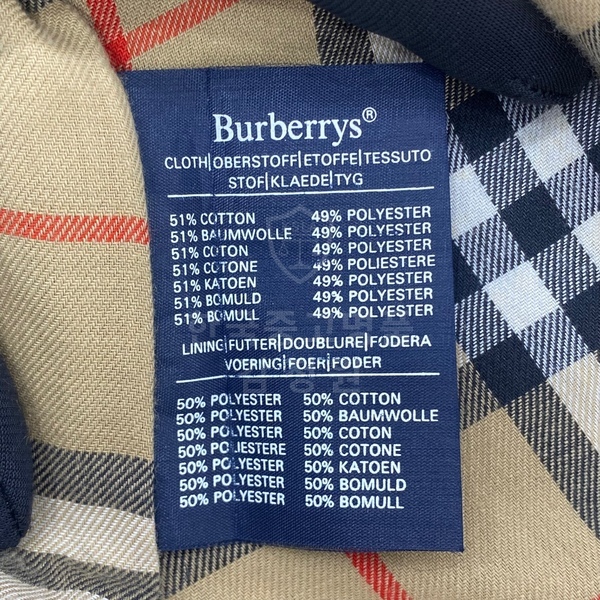 Burberrys®
CLOTH|OBERSTOFF|ETOFFE|TESSUTO
STOF|KLAEDE|TYG
51% COTTON 49% POLYESTER
51% BAUMWOLLE 49% POLYESTER
51% COTON 49% POLYESTER
51% COTONE 49% POLIESTERE
51% KATOEN 49% POLYESTER
51% BOMULD 49% POLYESTER
51% BOMULL 49% POLYESTER
LINING|FUTTER|DOUBLURE|FODERA
VOERING|FOER|FODER
50% POLYESTER 50% COTTON
50% POLYESTER 50% BAUMWOLLE
50% POLYESTER 50% COTON
50% POLIESTERE 50% COTONE
50% POLYESTER 50% KATOEN
50% POLYESTER 50% BOMULD
50% POLYESTER 50% BOMULL